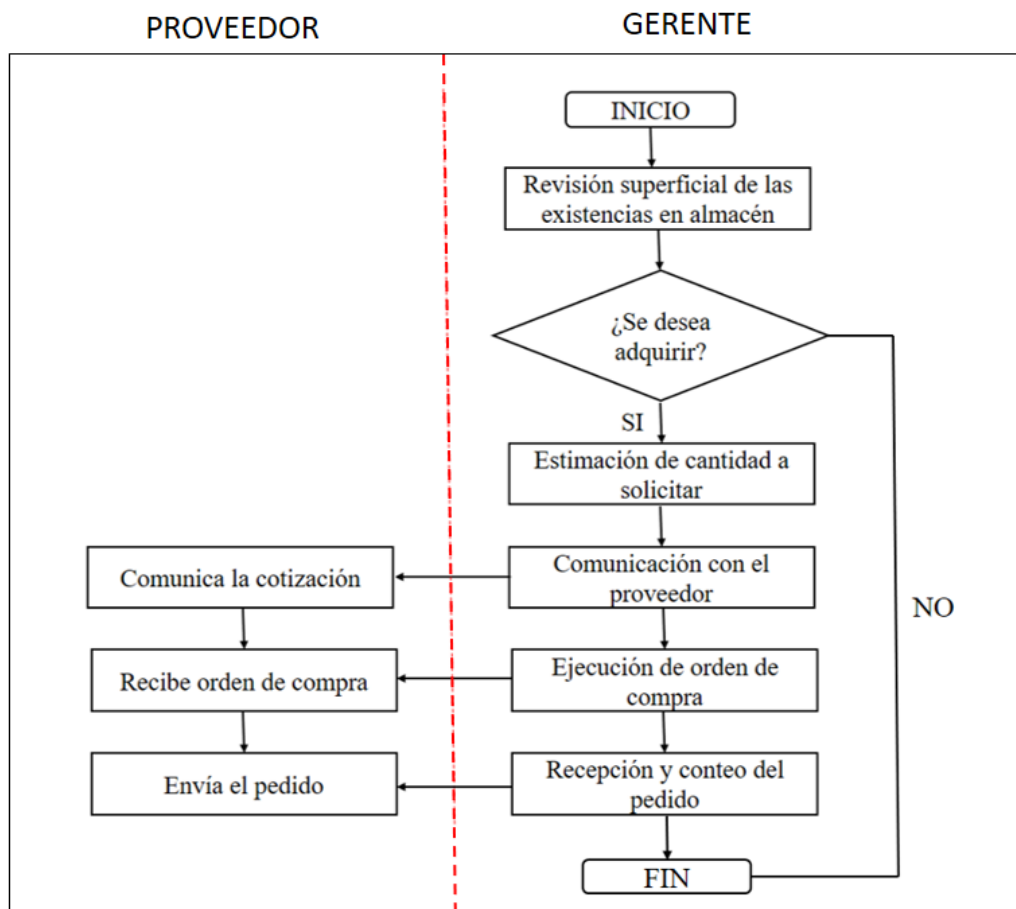 PROVEEDOR
GERENTE
INICIO
Revisión superficial de las
existencias en almacén
¿Se desea
adquirir?
SI
Estimación de cantidad a
solicitar
Comunica la cotización
Comunicación con el
proveedor
NO
Recibe orden de compra
Ejecución de orden de
compra
Envía el pedido
Recepción y conteo del
pedido
FIN